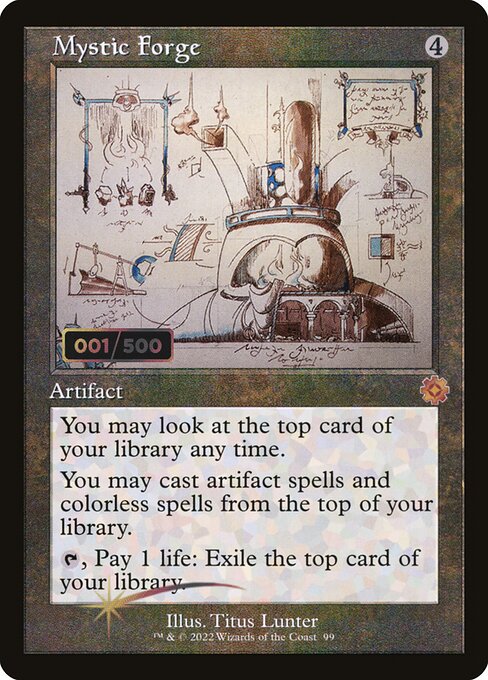 Mystic Forge 4
001/500
Artifact
You may look at the top card of
your library any time.
You may cast artifact spells and
colorless spells from the top of your
library.
, Pay 1 life: Exile the top card of
your library.
Illus. Titus Lunter
™ & © 2022 Wizards of the Coast 99